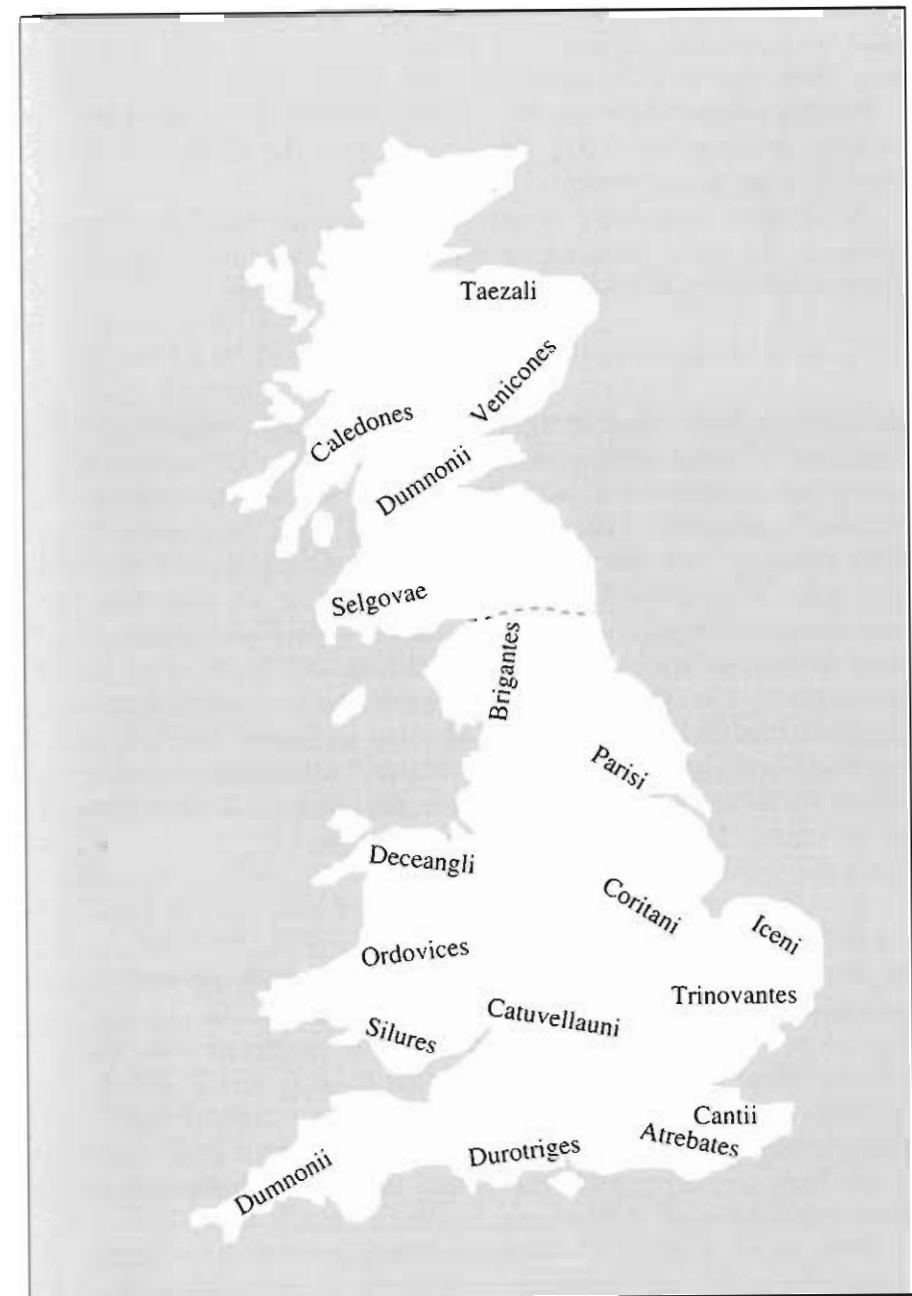 Taezali
Venicones
Caledones
Dumnonii
Selgovae
Brigantes
Parisi
Deceangli
Coritani
Iceni
Ordovices
Trinovantes
Catuvellauni
Silures
Cantii
Atrebates
Durotriges
Dumnonii